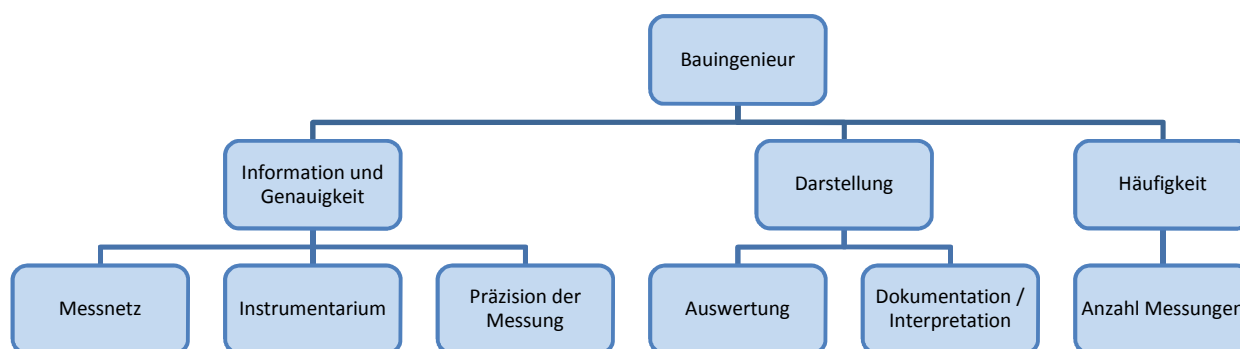 Bauingenieur
Information und
Genauigkeit
Darstellung
Häufigkeit
Messnetz
Instrumentarium
Präzision der
Messung
Auswertung
Dokumentation /
Interpretation
Anzahl Messungen